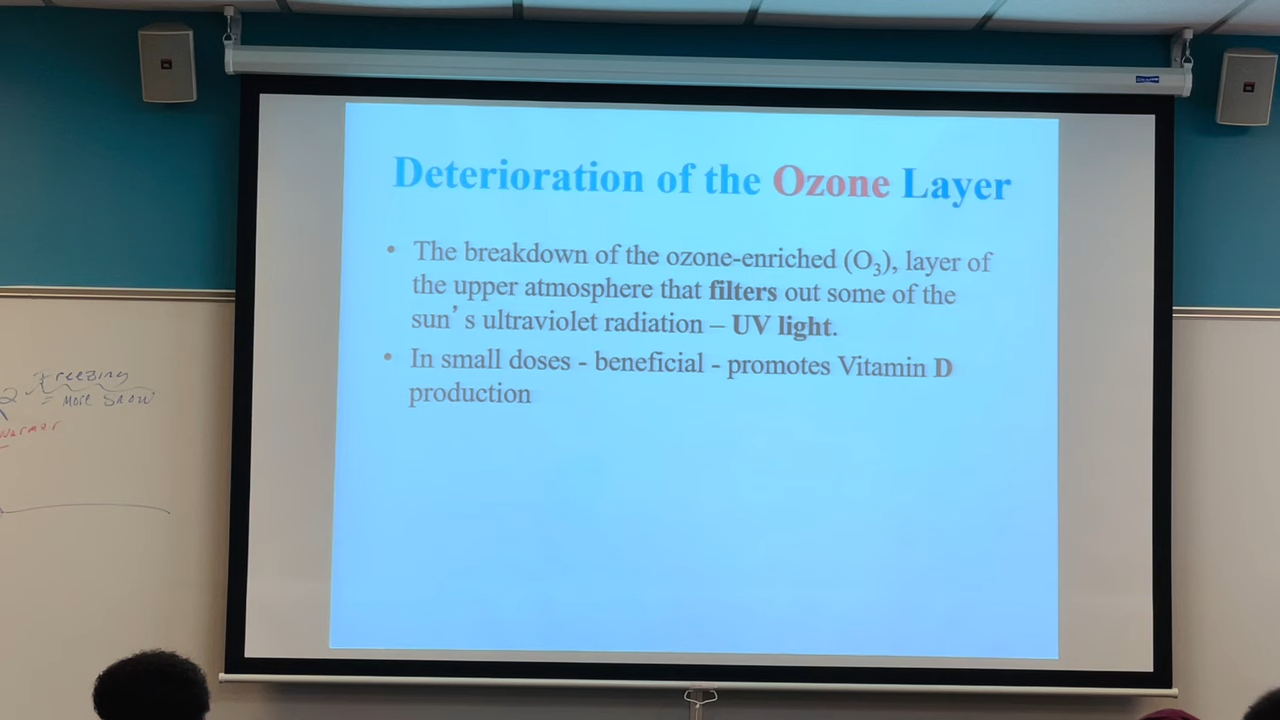 Deterioration of the Ozone Layer
• The breakdown of the ozone-enriched (O₃), layer of
the upper atmosphere that filters out some of the
sun's ultraviolet radiation – UV light.
• In small doses - beneficial - promotes Vitamin D
production
Freezing
= More Snow
warmer